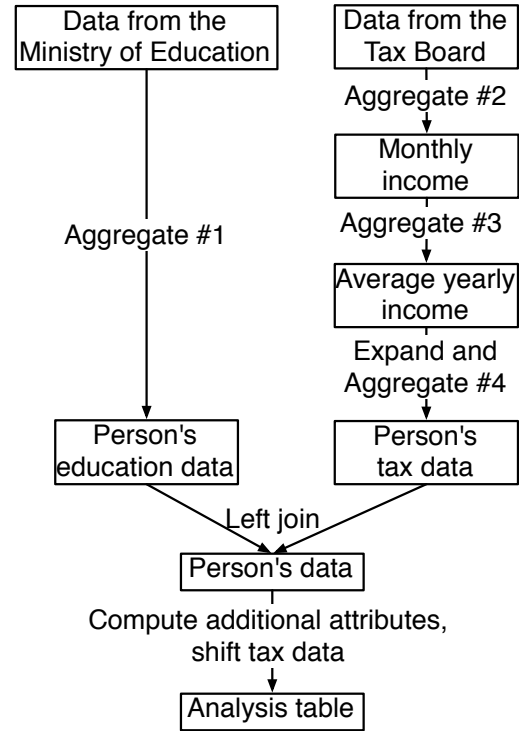 Data from the
Ministry of Education
Data from the
Tax Board
Aggregate #2
Monthly
income
Aggregate #1
Aggregate #3
Average yearly
income
Expand and
Aggregate #4
Person's
education data
Person's
tax data
Left join
Person's data
Compute additional attributes,
shift tax data
Analysis table